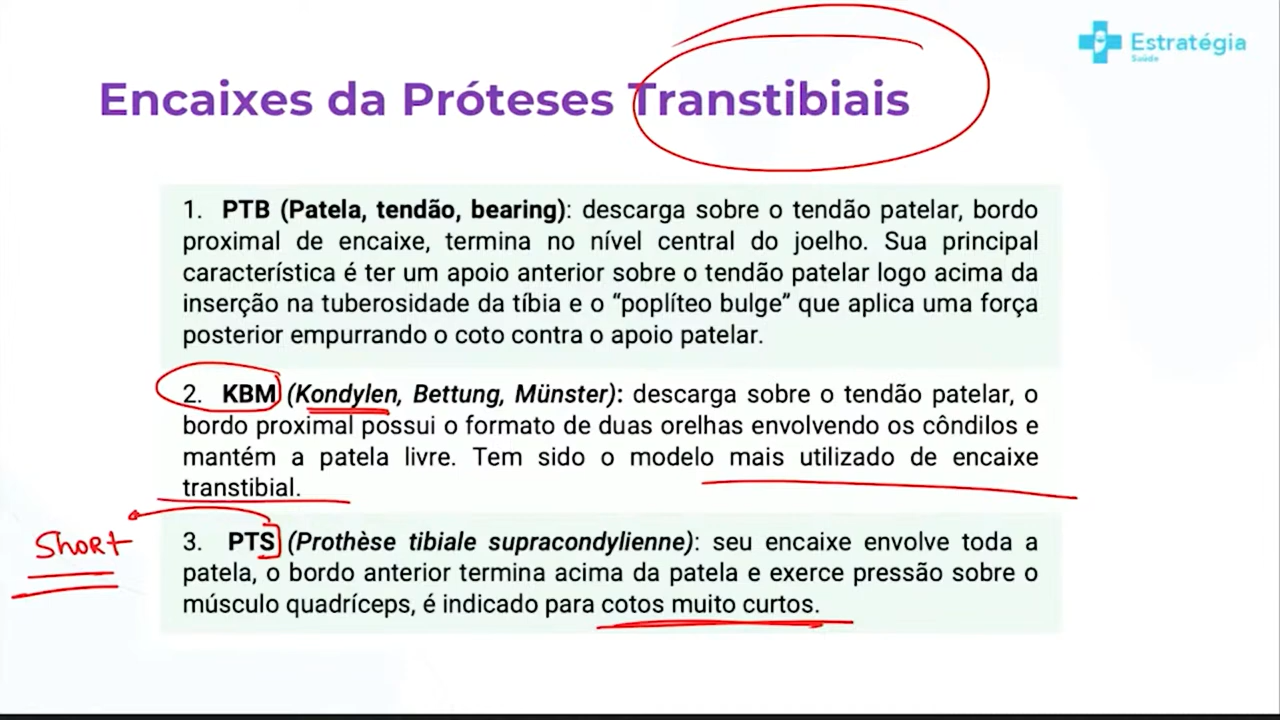 Estratégia
Saúde
Encaixes da Próteses Transtibiais
1. PTB (Patela, tendão, bearing): descarga sobre o tendão patelar, bordo
proximal de encaixe, termina no nível central do joelho. Sua principal
característica é ter um apoio anterior sobre o tendão patelar logo acima da
inserção na tuberosidade da tíbia e o “poplíteo bulge” que aplica uma força
posterior empurrando o coto contra o apoio patelar.
2. KBM (Kondylen, Bettung, Münster): descarga sobre o tendão patelar, o
bordo proximal possui o formato de duas orelhas envolvendo os côndilos e
mantém a patela livre. Tem sido o modelo mais utilizado de encaixe
transtibial.
Short
3. PTS (Prothèse tibiale supracondylienne): seu encaixe envolve toda a
patela, o bordo anterior termina acima da patela e exerce pressão sobre o
músculo quadríceps, é indicado para cotos muito curtos.